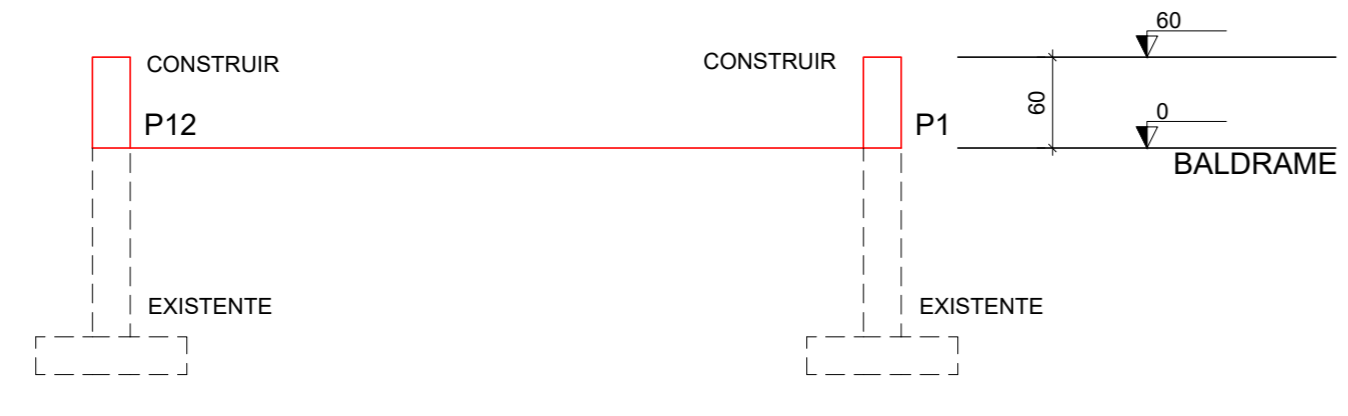 60
CONSTRUIR
CONSTRUIR
60
P12
P1
0
BALDRAME
EXISTENTE
EXISTENTE